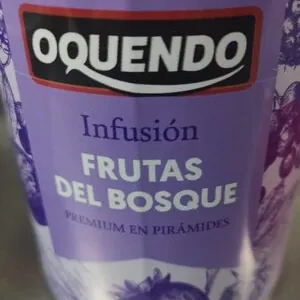 OQUENDO
Infusión
FRUTAS
DEL BOSQUE
PREMIUM EN PIRÁMIDES